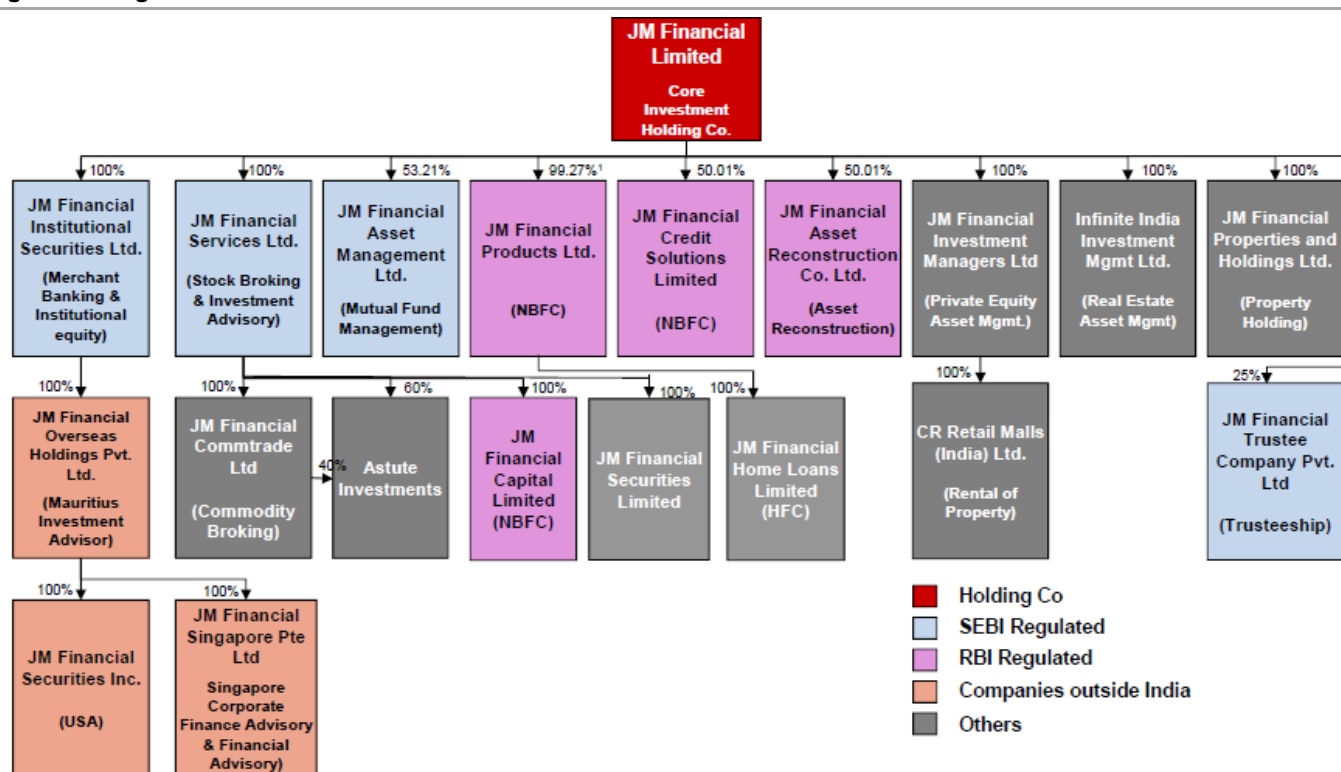 JM Financial
Limited
Core
Investment
Holding Co.
100%
100%
53.21%
99.27%¹
50.01%
50.01%
100%
100%
100%
JM Financial
Institutional
Securities Ltd.
(Merchant
Banking &
Institutional
equity)
JM Financial
Services Ltd.
(Stock Broking
& Investment
Advisory)
JM Financial
Asset
Management
Ltd.
(Mutual Fund
Management)
JM Financial
Products Ltd.
(NBFC)
JM Financial
Credit
Solutions
Limited
(NBFC)
JM Financial
Asset
Reconstruction
Co. Ltd.
(Asset
Reconstruction)
JM Financial
Investment
Managers Ltd
(Private Equity
Asset Mgmt.)
Infinite India
Investment
Mgmt Ltd.
(Real Estate
Asset Mgmt)
JM Financial
Properties and
Holdings Ltd.
(Property
Holding)
100%
100%
60%
100%
100%
100%
100%
25%
JM Financial
Overseas
Holdings Pvt.
Ltd.
(Mauritius
Investment
Advisor)
JM Financial
Commtrade
Ltd
(Commodity
Broking)
40%
Astute
Investments
JM
Financial
Capital
Limited
(NBFC)
JM Financial
Securities
Limited
JM Financial
Home Loans
Limited
(HFC)
CR Retail Malls
(India) Ltd.
(Rental of
Property)
JM Financial
Trustee
Company Pvt.
Ltd
(Trusteeship)
100%
100%
JM Financial
Securities Inc.
(USA)
JM Financial
Singapore Pte
Ltd
Singapore
Corporate
Finance Advisory
& Financial
Advisory)
Holding Co
SEBI Regulated
RBI Regulated
Companies outside India
Others